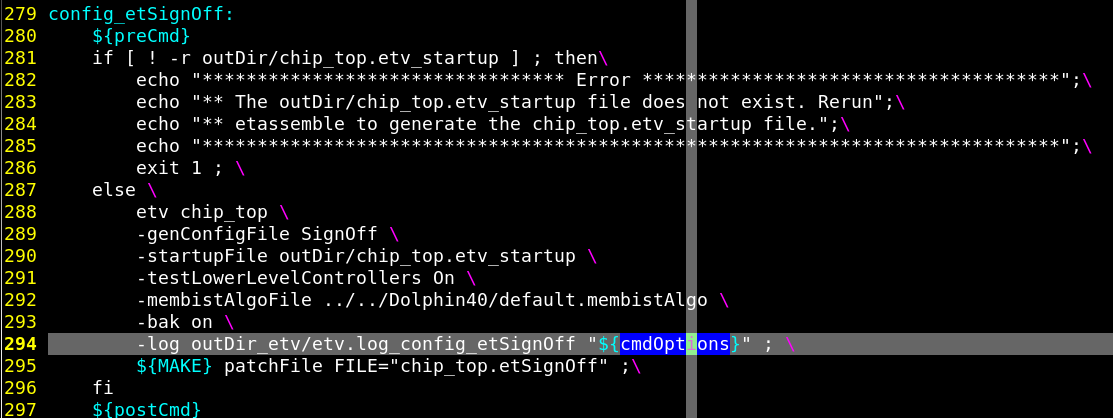 279 config_etSignOff:
280     ${preCmd}
281     if [ ! -r outDir/chip_top.etv_startup ] ; then\
282         echo "********************************* Error **************************************";\
283         echo "** The outDir/chip_top.etv_startup file does not exist. Rerun";\
284         echo "** etassemble to generate the chip_top.etv_startup file.";\
285         echo "******************************************************************************";\
286         exit 1 ; \
287     else \
288         etv chip_top \
289         -genConfigFile SignOff \
290         -startupFile outDir/chip_top.etv_startup \
291         -testLowerLevelControllers On \
292         -membistAlgoFile ../../Dolphin40/default.membistAlgo \
293         -bak on \
294         -log outDir_etv/etv.log_config_etSignOff "${cmdOptions}" ; \
295         ${MAKE} patchFile FILE="chip_top.etSignOff" ;\
296     fi
297     ${postCmd}